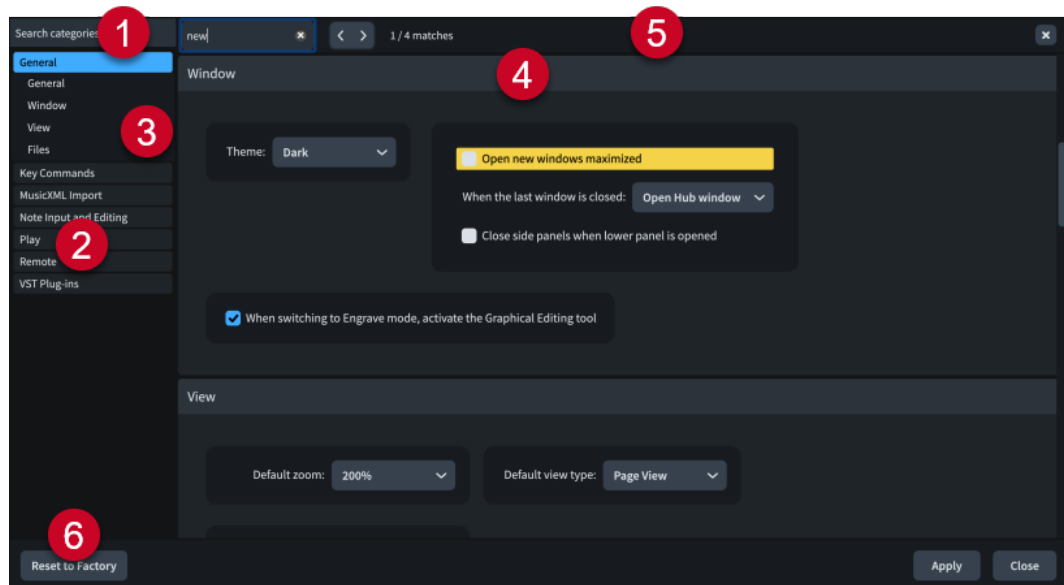 Search categories
1
new
1 / 4 matches
5
General
General
Window
View
Files
3
Key Commands
MusicXML Import
Note Input and Editing
Play
2
Remote
VST Plug-ins
Window
4
Theme: Dark
Open new windows maximized
When the last window is closed: Open Hub window
Close side panels when lower panel is opened
When switching to Engrave mode, activate the Graphical Editing tool
View
Default zoom: 200%
Default view type: Page View
6
Reset to Factory
Apply
Close